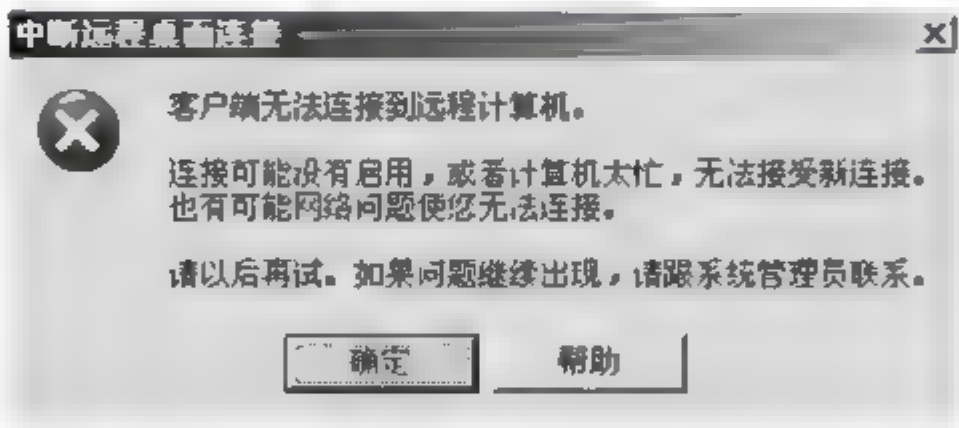 中断远程桌面连接
客户端无法连接到远程计算机。
连接可能没有启用，或者计算机太忙，无法接受新连接。
也有可能网络问题使您无法连接。
请以后再试。如果问题继续出现，请跟系统管理员联系。
确定 帮助